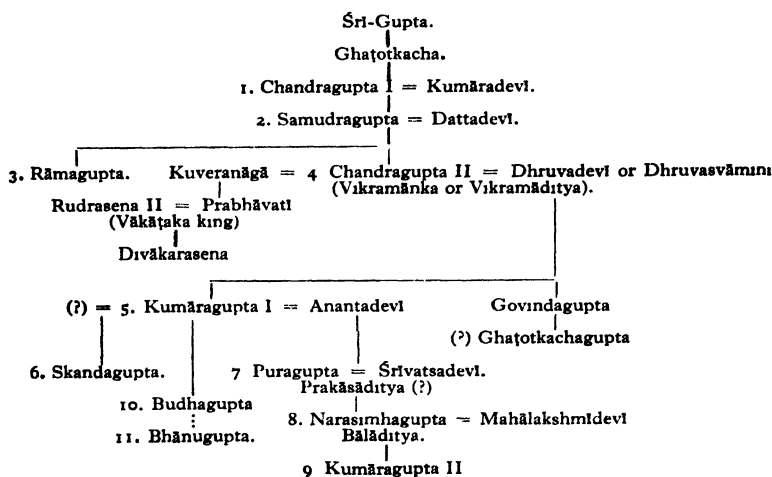 Śrī-Gupta.
Ghaṭotkacha.
1. Chandragupta I = Kumāradevī.
2. Samudragupta = Dattadevī.
3. Rāmagupta. Kuveranāgā = 4 Chandragupta II = Dhruvadevī or Dhruvasvāminī
(Vikramānka or Vikramāditya).
Rudrasena II = Prabhāvatī
(Vākāṭaka king)
Divākarasena
(?) = 5. Kumāragupta I = Anantadevī Govindagupta
(?) Ghaṭotkachagupta
6. Skandagupta. 7 Puragupta = Śrīvatsadevī.
Prakāsāditya (?)
10. Budhagupta
8. Narasimhagupta = Mahālakshmīdevī
11. Bhānugupta. Bālāditya.
9 Kumāragupta II